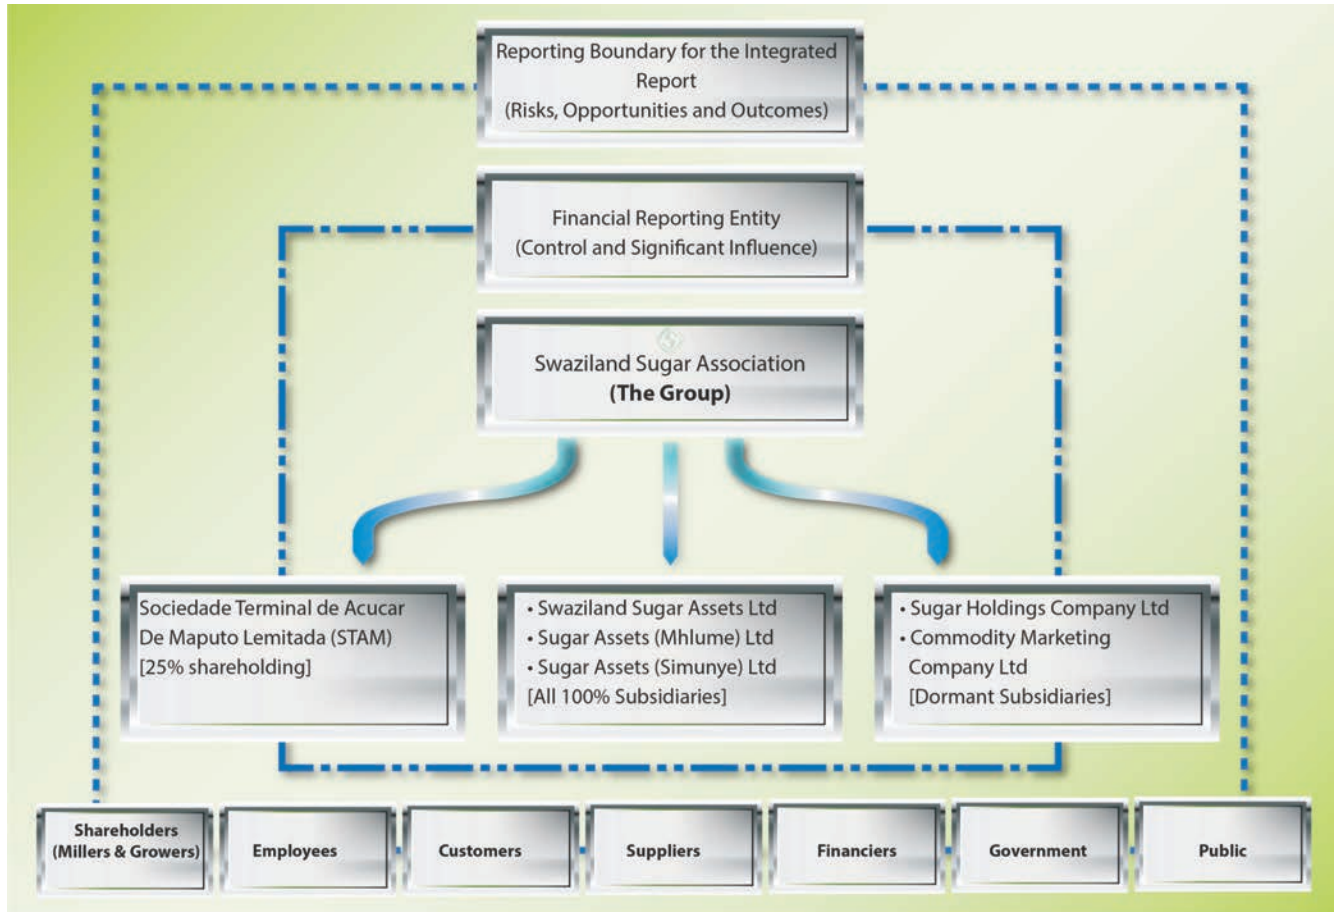 Reporting Boundary for the Integrated
Report
(Risks, Opportunities and Outcomes)
Financial Reporting Entity
(Control and Significant Influence)
Swaziland Sugar Association
(The Group)
Sociedade Terminal de Acucar
De Maputo Lemitada (STAM)
[25% shareholding]
• Swaziland Sugar Assets Ltd
• Sugar Assets (Mhlume) Ltd
• Sugar Assets (Simunye) Ltd
[All 100% Subsidiaries]
• Sugar Holdings Company Ltd
• Commodity Marketing
Company Ltd
[Dormant Subsidiaries]
Shareholders
(Millers & Growers)
Employees
Customers
Suppliers
Financiers
Government
Public